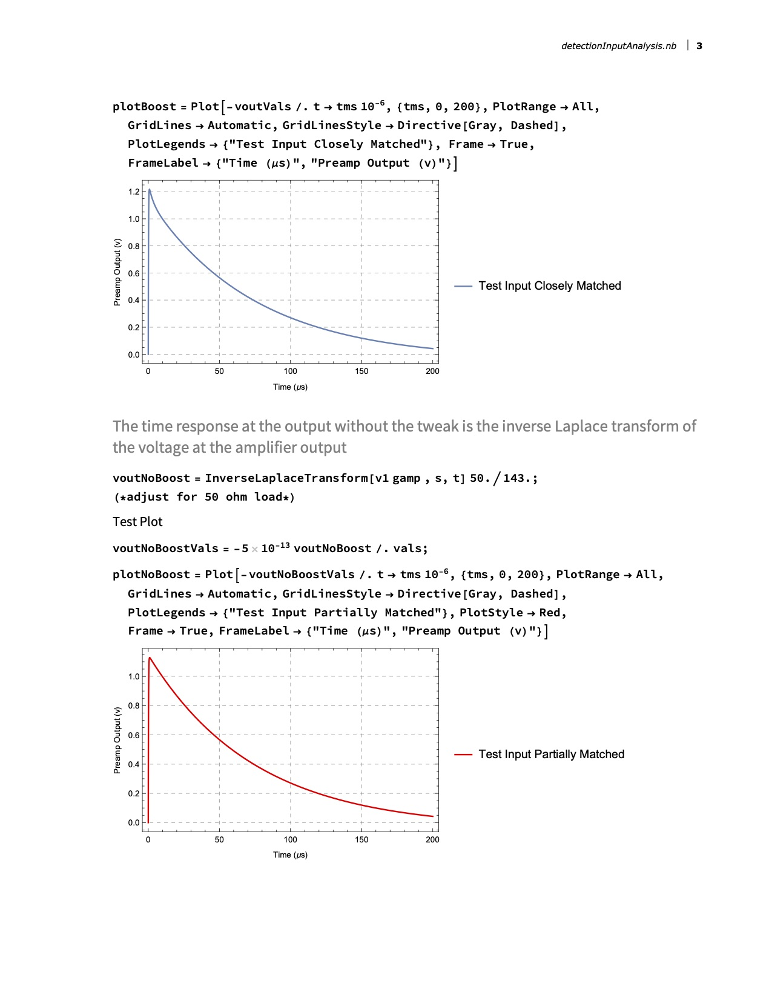 detectionInputAnalysis.nb | 3
plotBoost = Plot[-voutVals /. t → tms 10⁻⁶, {tms, 0, 200}, PlotRange → All,
GridLines → Automatic, GridLinesStyle → Directive[Gray, Dashed],
PlotLegends → {"Test Input Closely Matched"}, Frame → True,
FrameLabel → {"Time (μs)", "Preamp Output (v)"}]
1.2
1.0
0.8
0.6
0.4
0.2
0.0
Preamp Output (v)
0 50 100 150 200
Time (μs)
Test Input Closely Matched
The time response at the output without the tweak is the inverse Laplace transform of
the voltage at the amplifier output
voutNoBoost = InverseLaplaceTransform[v1 gamp , s, t] 50. / 143.;
(*adjust for 50 ohm load*)
Test Plot
voutNoBoostVals = -5 × 10⁻¹³ voutNoBoost /. vals;
plotNoBoost = Plot[-voutNoBoostVals /. t → tms 10⁻⁶, {tms, 0, 200}, PlotRange → All,
GridLines → Automatic, GridLinesStyle → Directive[Gray, Dashed],
PlotLegends → {"Test Input Partially Matched"}, PlotStyle → Red,
Frame → True, FrameLabel → {"Time (μs)", "Preamp Output (v)"}]
1.0
0.8
0.6
0.4
0.2
0.0
Preamp Output (v)
0 50 100 150 200
Time (μs)
Test Input Partially Matched